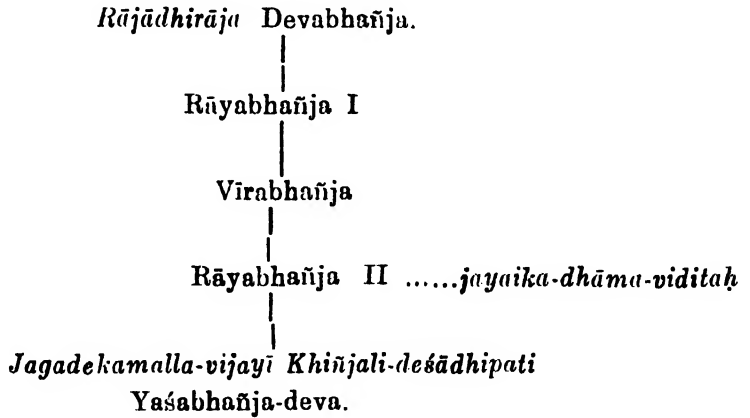 Rājādhirāja Devabhañja.
Rāyabhañja I
Vīrabhañja
Rāyabhañja II ......jayaika-dhāma-viditaḥ
Jagadekamalla-vijayī Khiñjali-deśādhipati
Yaśabhañja-deva.